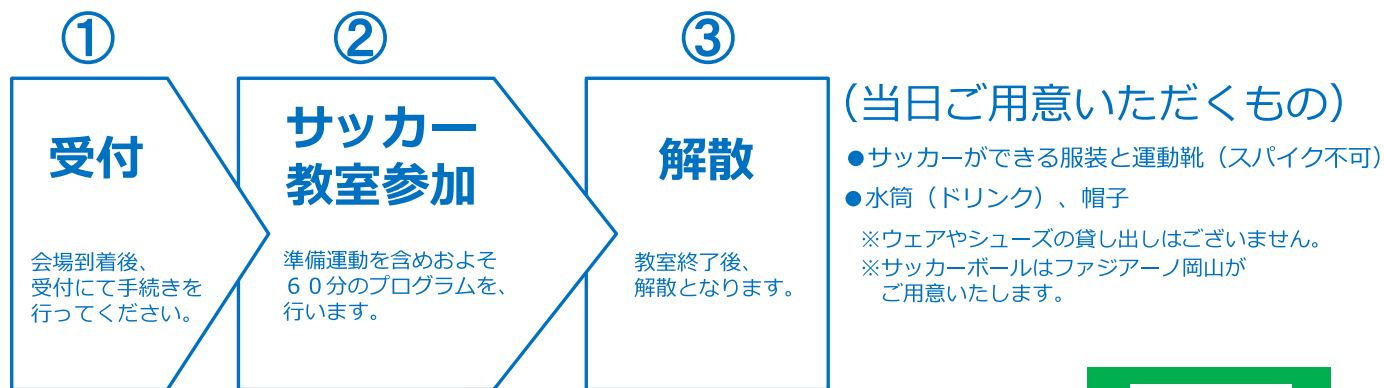 ①
受付
会場到着後、
受付にて手続きを
行ってください。
②
サッカー
教室参加
準備運動を含めおよそ
６０分のプログラムを、
行います。
③
解散
教室終了後、
解散となります。
（当日ご用意いただくもの）
●サッカーができる服装と運動靴（スパイク不可）
●水筒（ドリンク）、帽子
※ウェアやシューズの貸し出しはございません。
※サッカーボールはファジアーノ岡山が
ご用意いたします。